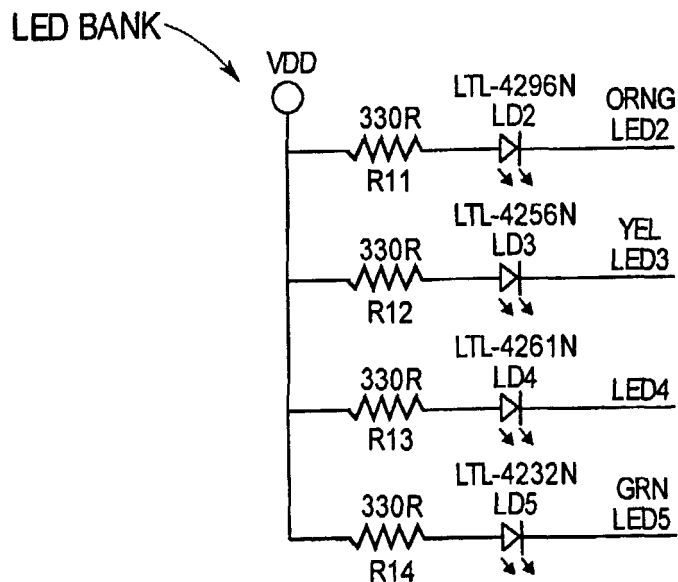 LED BANK
VDD
LTL-4296N
330R
LD2
ORNG
LED2
R11
LTL-4256N
330R
LD3
YEL
LED3
R12
LTL-4261N
330R
LD4
LED4
R13
LTL-4232N
330R
LD5
GRN
LED5
R14